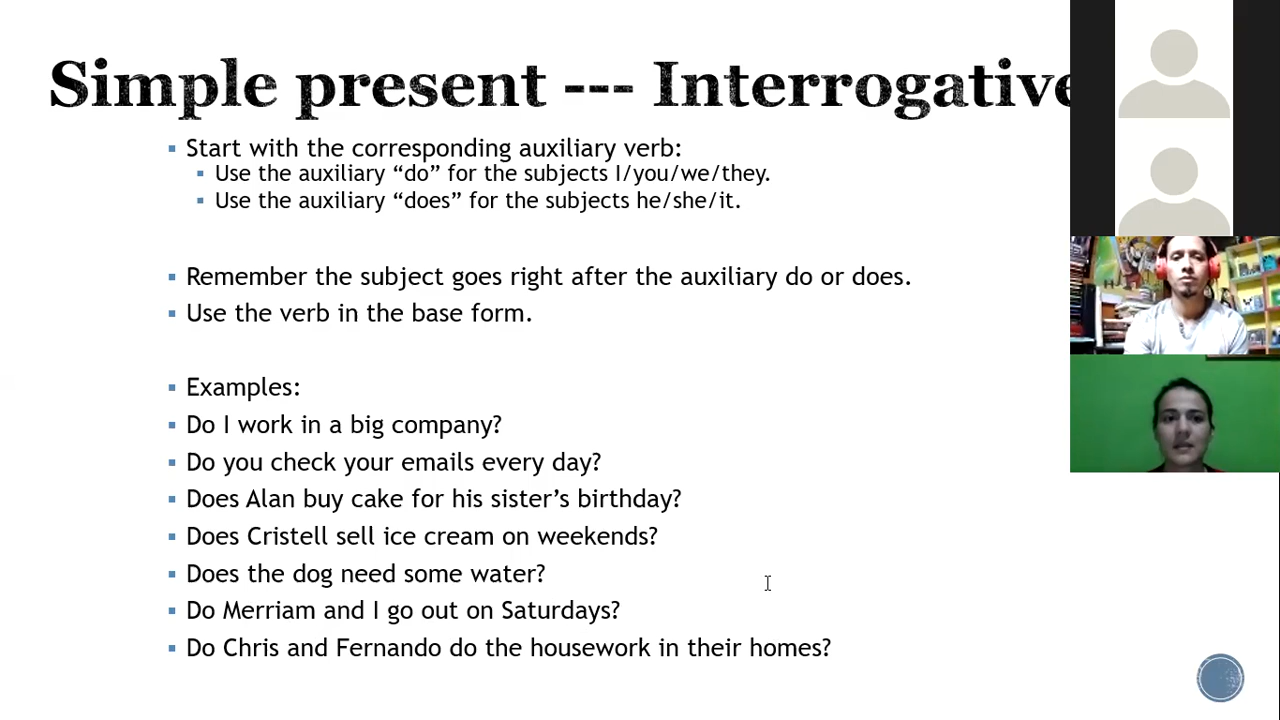 Simple present --- Interrogative
Start with the corresponding auxiliary verb:
Use the auxiliary “do” for the subjects I/you/we/they.
Use the auxiliary “does” for the subjects he/she/it.
Remember the subject goes right after the auxiliary do or does.
Use the verb in the base form.
Examples:
Do I work in a big company?
Do you check your emails every day?
Does Alan buy cake for his sister’s birthday?
Does Cristell sell ice cream on weekends?
Does the dog need some water?
Do Merriam and I go out on Saturdays?
Do Chris and Fernando do the housework in their homes?